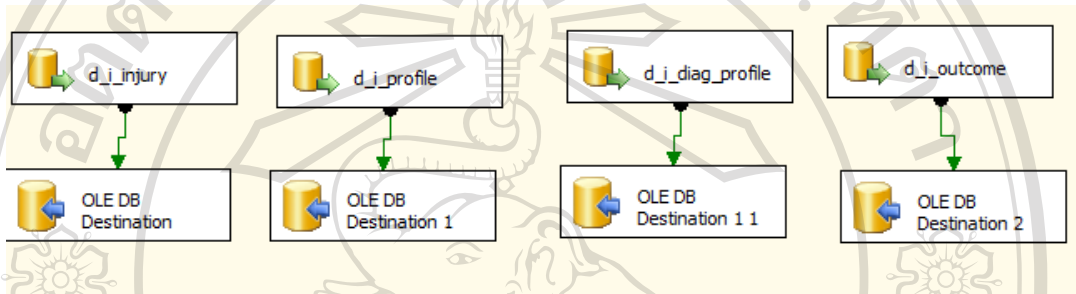 d_i_injury
d_i_profile
d_i_diag_profile
d_i_outcome
OLE DB
Destination
OLE DB
Destination 1
OLE DB
Destination 1 1
OLE DB
Destination 2